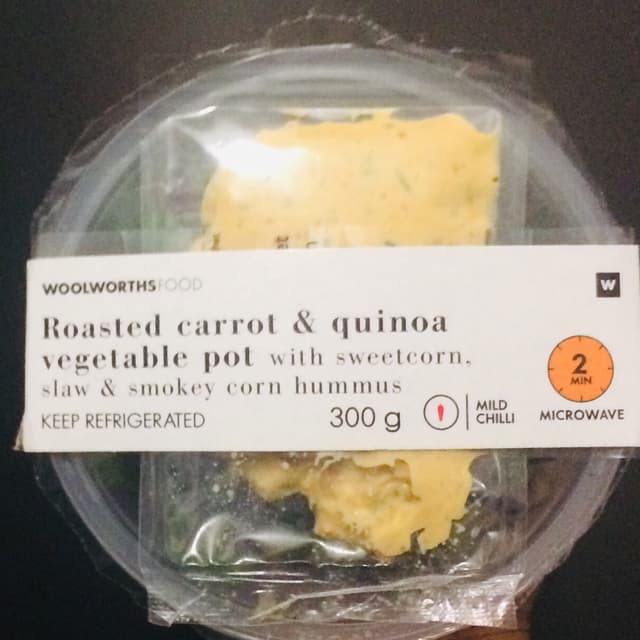 WOOLWORTHSFOOD
W
Roasted carrot & quinoa
vegetable pot with sweetcorn,
slaw & smokey corn hummus
KEEP REFRIGERATED
300 g
MILD
CHILLI
2
MIN
MICROWAVE